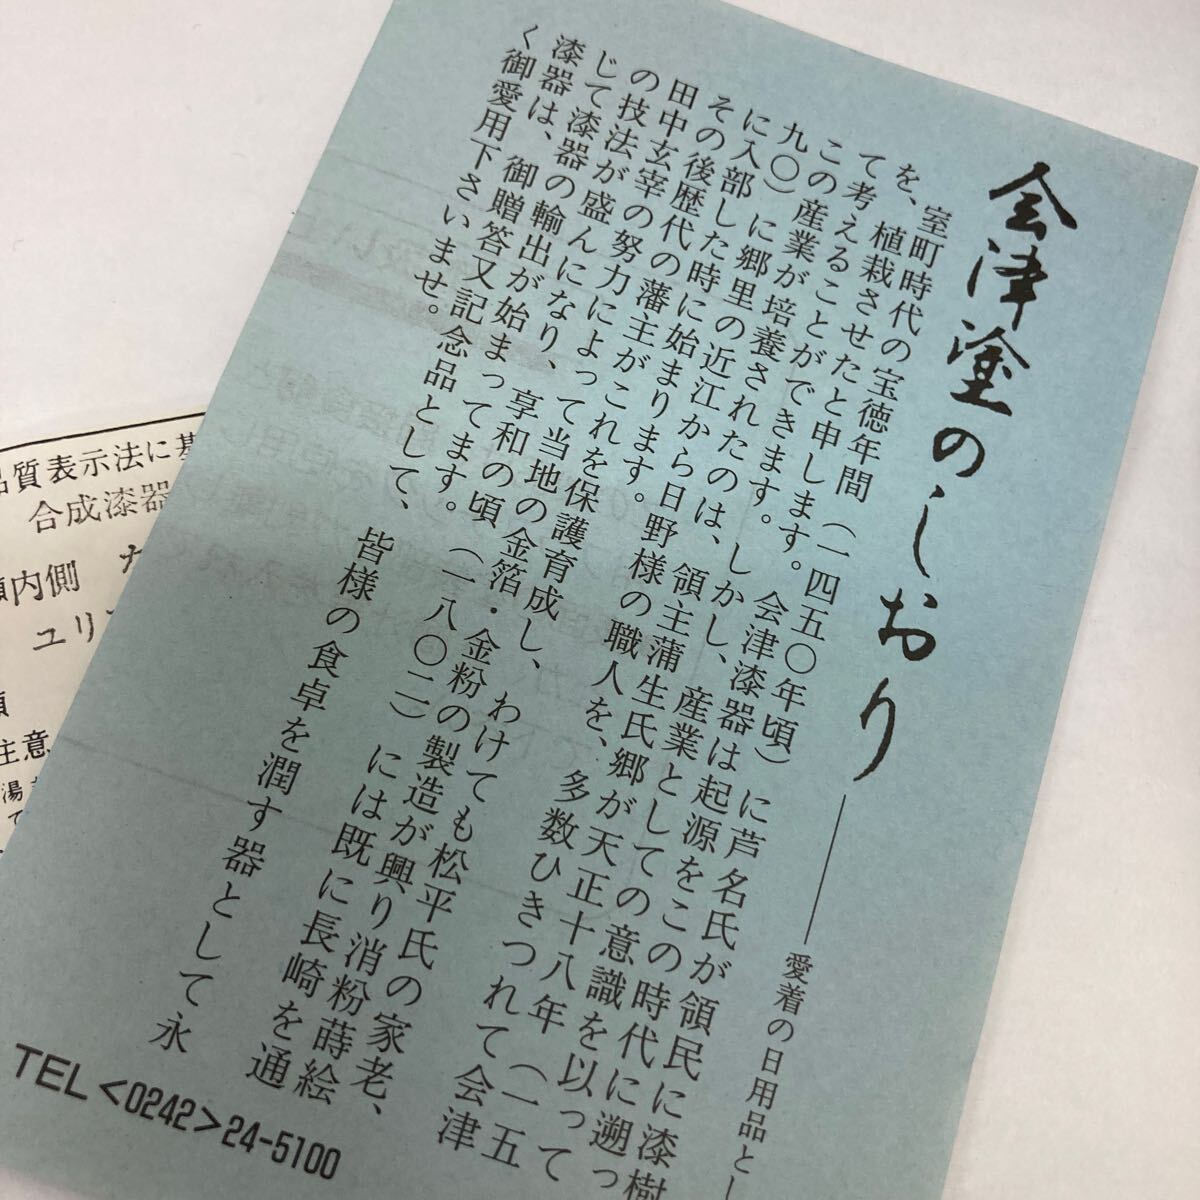 会津塗のしおり
愛着の日用品とし
室町時代の宝徳年間（一四五〇年頃）に芦名氏が領民に漆樹
を、植栽させたと申します。会津漆器は起源をこの時代に遡っ
て考えることができます。しかし、産業としての意識を以って
この産業が培養されたのは、領主蒲生氏郷が天正十八年（一五
九〇）に郷里の近江から日野様の職人を、多数ひきつれて会津
に入部した時に始まります。
その後歴代の藩主がこれを保護育成し、わけても松平氏の家老、
田中玄宰の努力によって当地の金箔・金粉の製造が興り消粉蒔絵
の技法が盛んになり、享和の頃（一八〇二）には既に長崎を通
じて漆器の輸出が始まってます。
漆器は、御贈答又記念品として、皆様の食卓を潤す器として永
く御愛用下さいませ。
TEL<0242>24-5100
品質表示法に基
合成漆器
類内側
ユリ
注意
湯